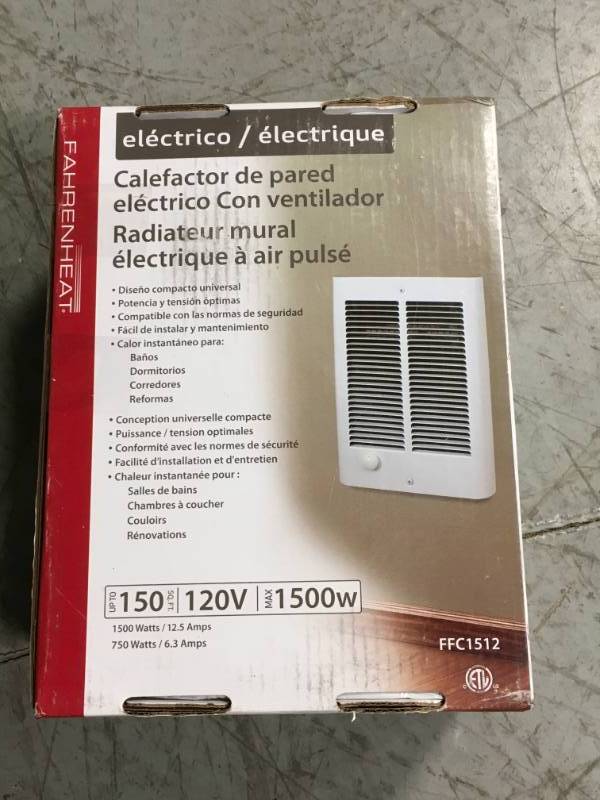 FAHRENHEAT®
eléctrico / électrique
Calefactor de pared
eléctrico Con ventilador
Radiateur mural
électrique à air pulsé
• Diseño compacto universal
• Potencia y tensión óptimas
• Compatible con las normas de seguridad
• Fácil de instalar y mantenimiento
• Calor instantáneo para:
Baños
Dormitorios
Corredores
Reformas
• Conception universelle compacte
• Puissance / tension optimales
• Conformité avec les normes de sécurité
• Facilité d'installation et d'entretien
• Chaleur instantanée pour :
Salles de bains
Chambres à coucher
Couloirs
Rénovations
UP TO 150 SQ. FT. 120V MAX 1500W
1500 Watts / 12.5 Amps
750 Watts / 6.3 Amps
FFC1512
C ETL US